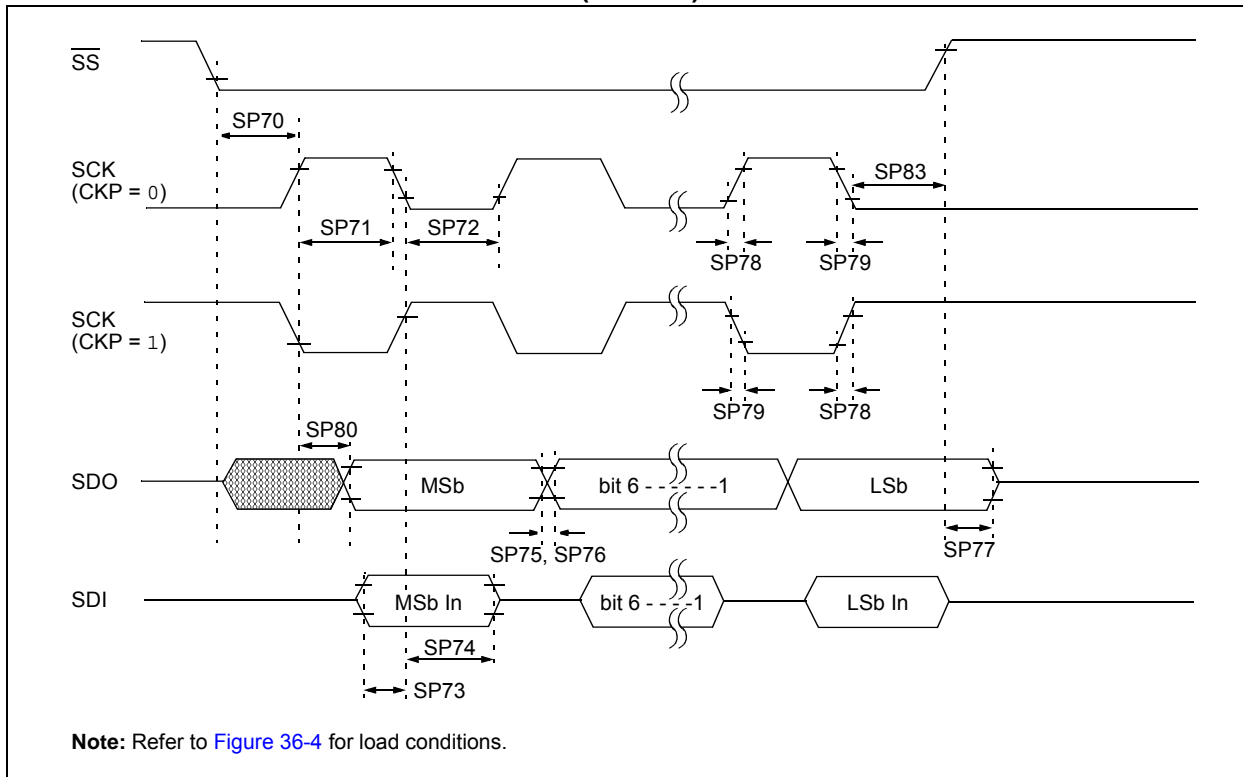 SS
SP70
SCK
(CKP = 0)
SP83
SP71
SP72
SP78
SP79
SCK
(CKP = 1)
SP79
SP78
SP80
SDO
MSb
bit 6 - - - - - -1
LSb
SP75, SP76
SP77
SDI
MSb In
bit 6 - - - - -1
LSb In
SP74
SP73
Note: Refer to Figure 36-4 for load conditions.